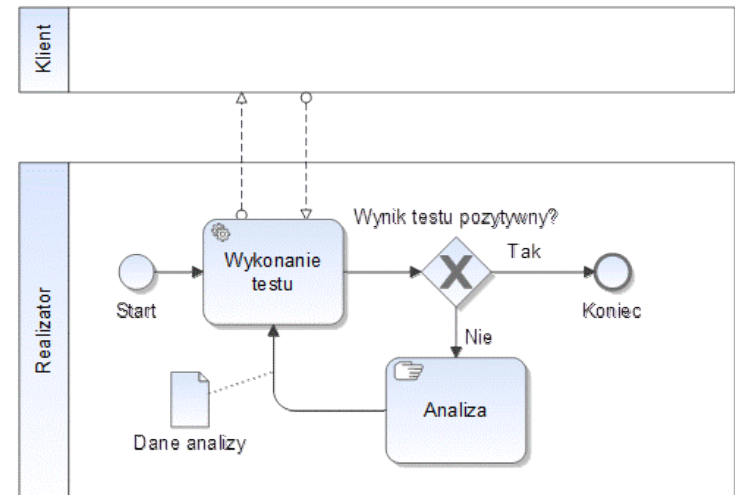 Klient
Realizator
Wynik testu pozytywny?
Wykonanie
testu
Tak
Start
Koniec
Nie
Analiza
Dane analizy